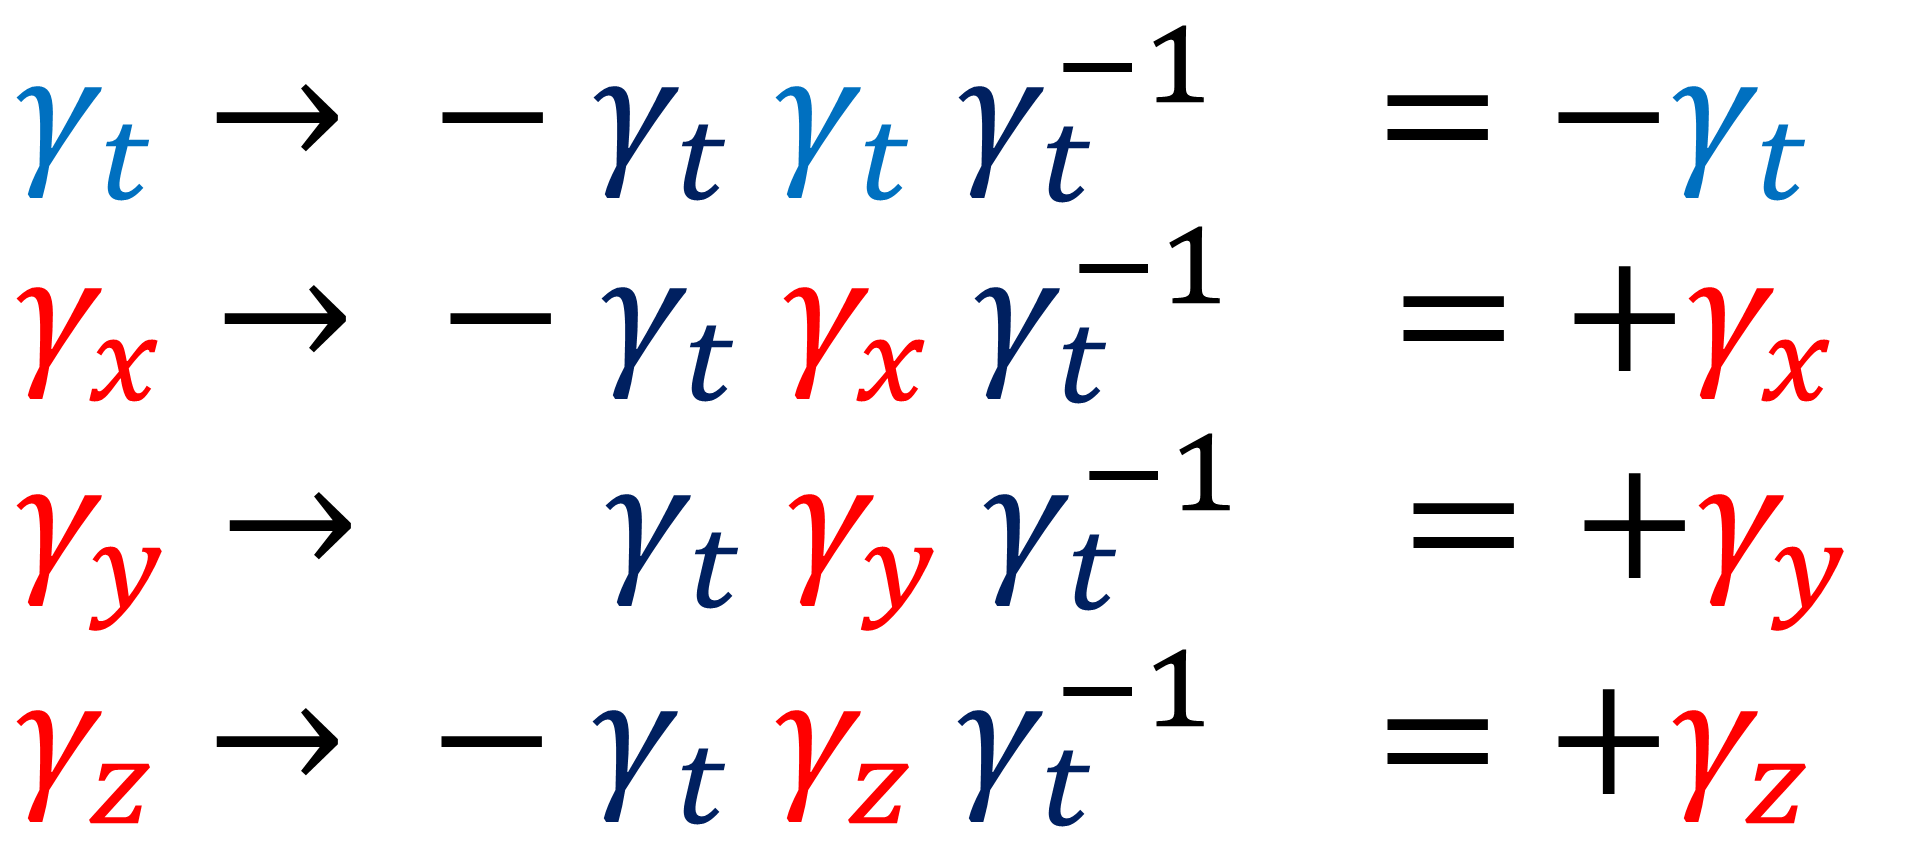 γ_t → − γ_t γ_t γ_t^{−1} = −γ_t
γ_x → − γ_t γ_x γ_t^{−1} = +γ_x
γ_y → γ_t γ_y γ_t^{−1} = +γ_y
γ_z → − γ_t γ_z γ_t^{−1} = +γ_z